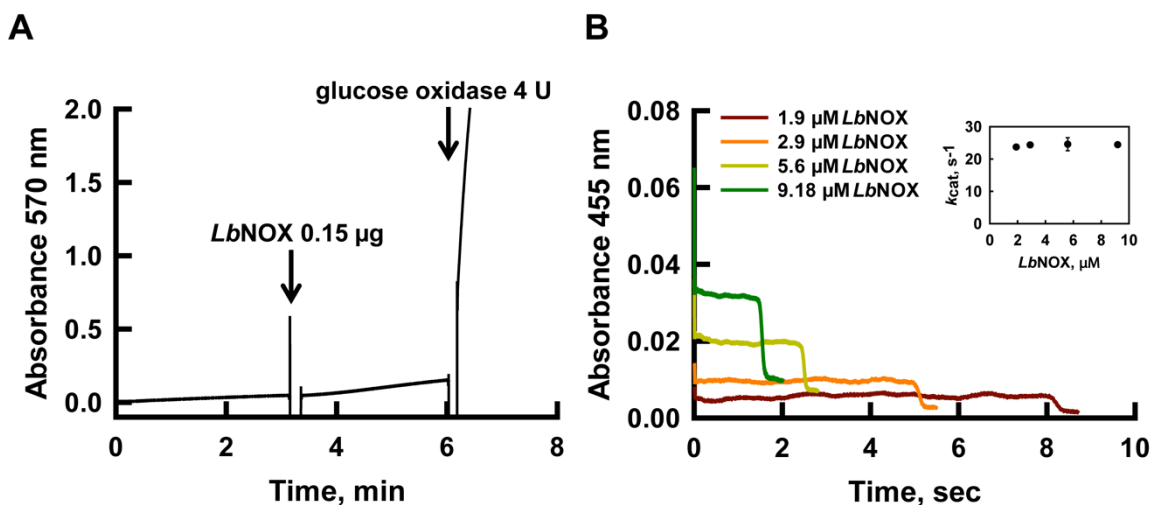 A
glucose oxidase 4 U
LbNOX 0.15 µg
Absorbance 570 nm
2.0
1.5
1.0
0.5
0.0
0 2 4 6 8
Time, min
B
Absorbance 455 nm
0.08
0.06
0.04
0.02
0.00
1.9 µM LbNOX
2.9 µM LbNOX
5.6 µM LbNOX
9.18 µM LbNOX
kcat, s-1
30
20
10
0
0 2 4 6 8 10
LbNOX, µM
0 2 4 6 8 10
Time, sec